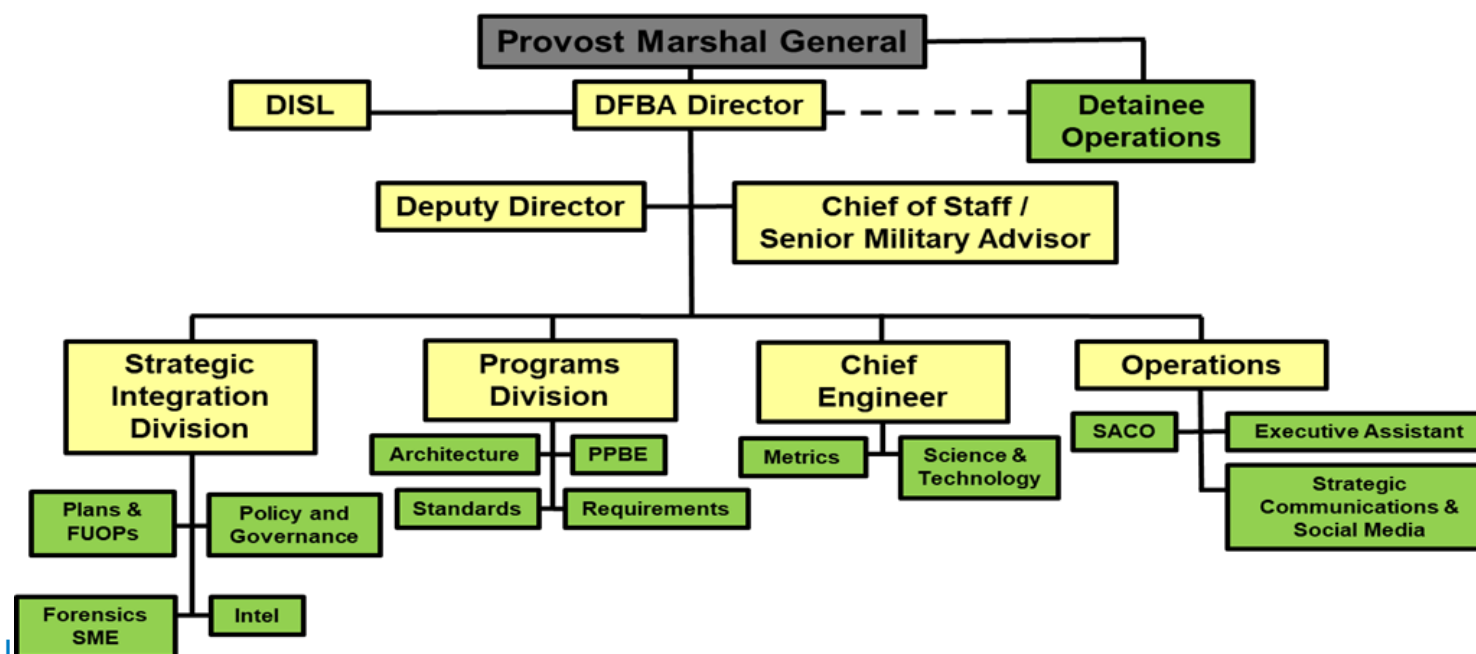 Provost Marshal General
DISL
DFBA Director
Detainee
Operations
Deputy Director
Chief of Staff /
Senior Military Advisor
Strategic
Integration
Division
Programs
Division
Chief
Engineer
Operations
Plans &
FUOPs
Policy and
Governance
Forensics
SME
Intel
Architecture
PPBE
Standards
Requirements
Metrics
Science &
Technology
SACO
Executive Assistant
Strategic
Communications &
Social Media